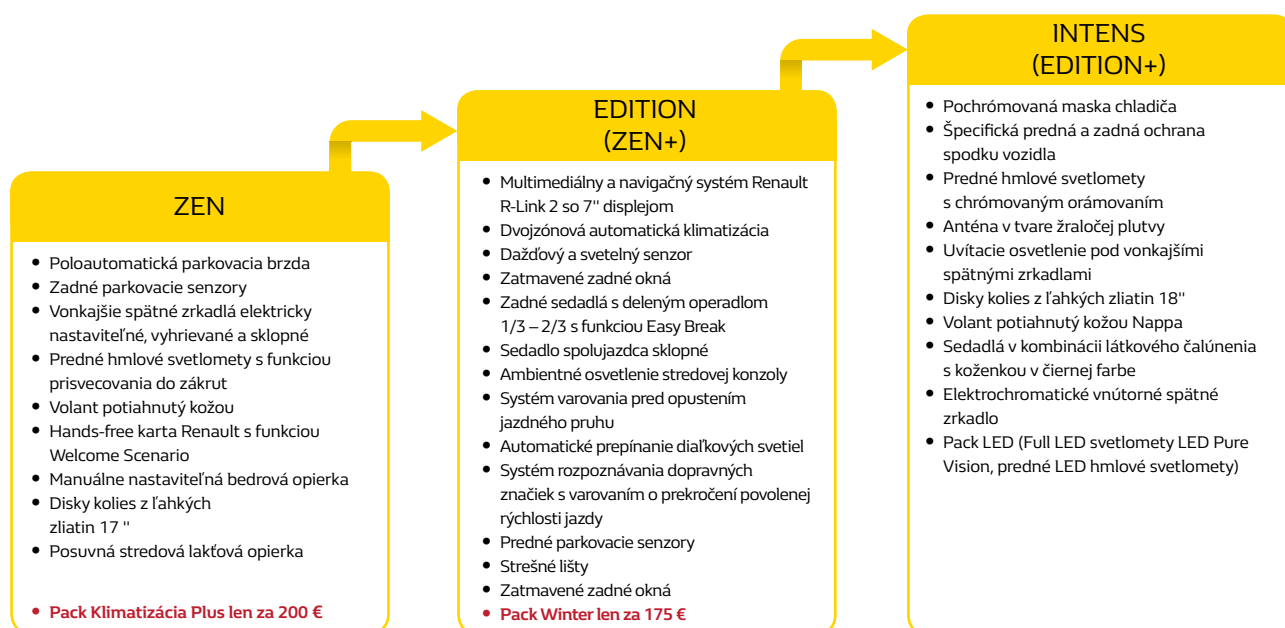 ZEN
• Poloautomatická parkovacia brzda
• Zadné parkovacie senzory
• Vonkajšie spätné zrkadlá elektricky
nastaviteľné, vyhrievané a sklopné
• Predné hmlové svetlomety s funkciou
prisvecovania do zákrut
• Volant potiahnutý kožou
• Hands-free karta Renault s funkciou
Welcome Scenario
• Manuálne nastaviteľná bedrová opierka
• Disky kolies z ľahkých
zliatin 17 "
• Posuvná stredová lakťová opierka
• Pack Klimatizácia Plus len za 200 €
EDITION
(ZEN+)
• Multimediálny a navigačný systém Renault
R-Link 2 so 7" displejom
• Dvojzónová automatická klimatizácia
• Dažďový a svetelný senzor
• Zatmavené zadné okná
• Zadné sedadlá s deleným operadlom
1/3 – 2/3 s funkciou Easy Break
• Sedadlo spolujazdca sklopné
• Ambientné osvetlenie stredovej konzoly
• Systém varovania pred opustením
jazdného pruhu
• Automatické prepínanie diaľkových svetiel
• Systém rozpoznávania dopravných
značiek s varovaním o prekročení povolenej
rýchlosti jazdy
• Predné parkovacie senzory
• Strešné lišty
• Zatmavené zadné okná
• Pack Winter len za 175 €
INTENS
(EDITION+)
• Pochrómovaná maska chladiča
• Špecifická predná a zadná ochrana
spodku vozidla
• Predné hmlové svetlomety
s chrómovaným orámovaním
• Anténa v tvare žraločej plutvy
• Uvítacie osvetlenie pod vonkajšími
spätnými zrkadlami
• Disky kolies z ľahkých zliatin 18"
• Volant potiahnutý kožou Nappa
• Sedadlá v kombinácii látkového čalúnenia
s koženkou v čiernej farbe
• Elektrochromatické vnútorné spätné
zrkadlo
• Pack LED (Full LED svetlomety LED Pure
Vision, predné LED hmlové svetlomety)